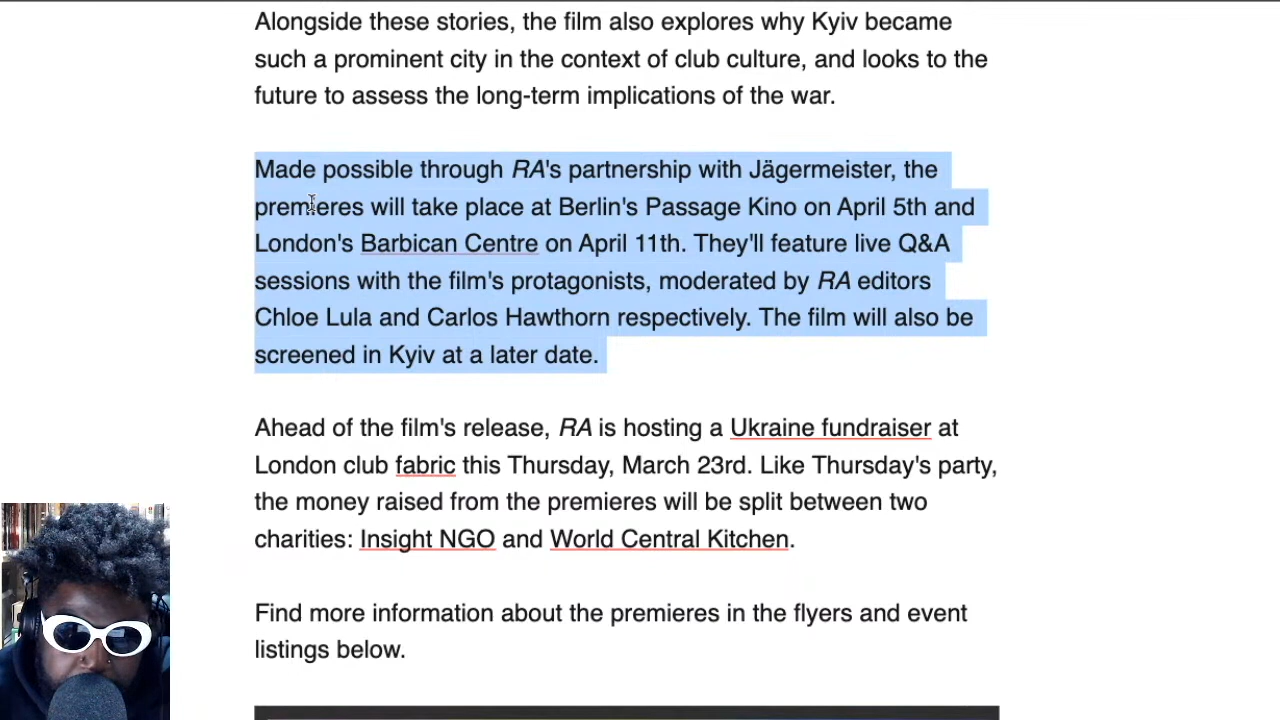 Alongside these stories, the film also explores why Kyiv became
such a prominent city in the context of club culture, and looks to the
future to assess the long-term implications of the war.
Made possible through RA's partnership with Jägermeister, the
premieres will take place at Berlin's Passage Kino on April 5th and
London's Barbican Centre on April 11th. They'll feature live Q&A
sessions with the film's protagonists, moderated by RA editors
Chloe Lula and Carlos Hawthorn respectively. The film will also be
screened in Kyiv at a later date.
Ahead of the film's release, RA is hosting a Ukraine fundraiser at
London club fabric this Thursday, March 23rd. Like Thursday's party,
the money raised from the premieres will be split between two
charities: Insight NGO and World Central Kitchen.
Find more information about the premieres in the flyers and event
listings below.